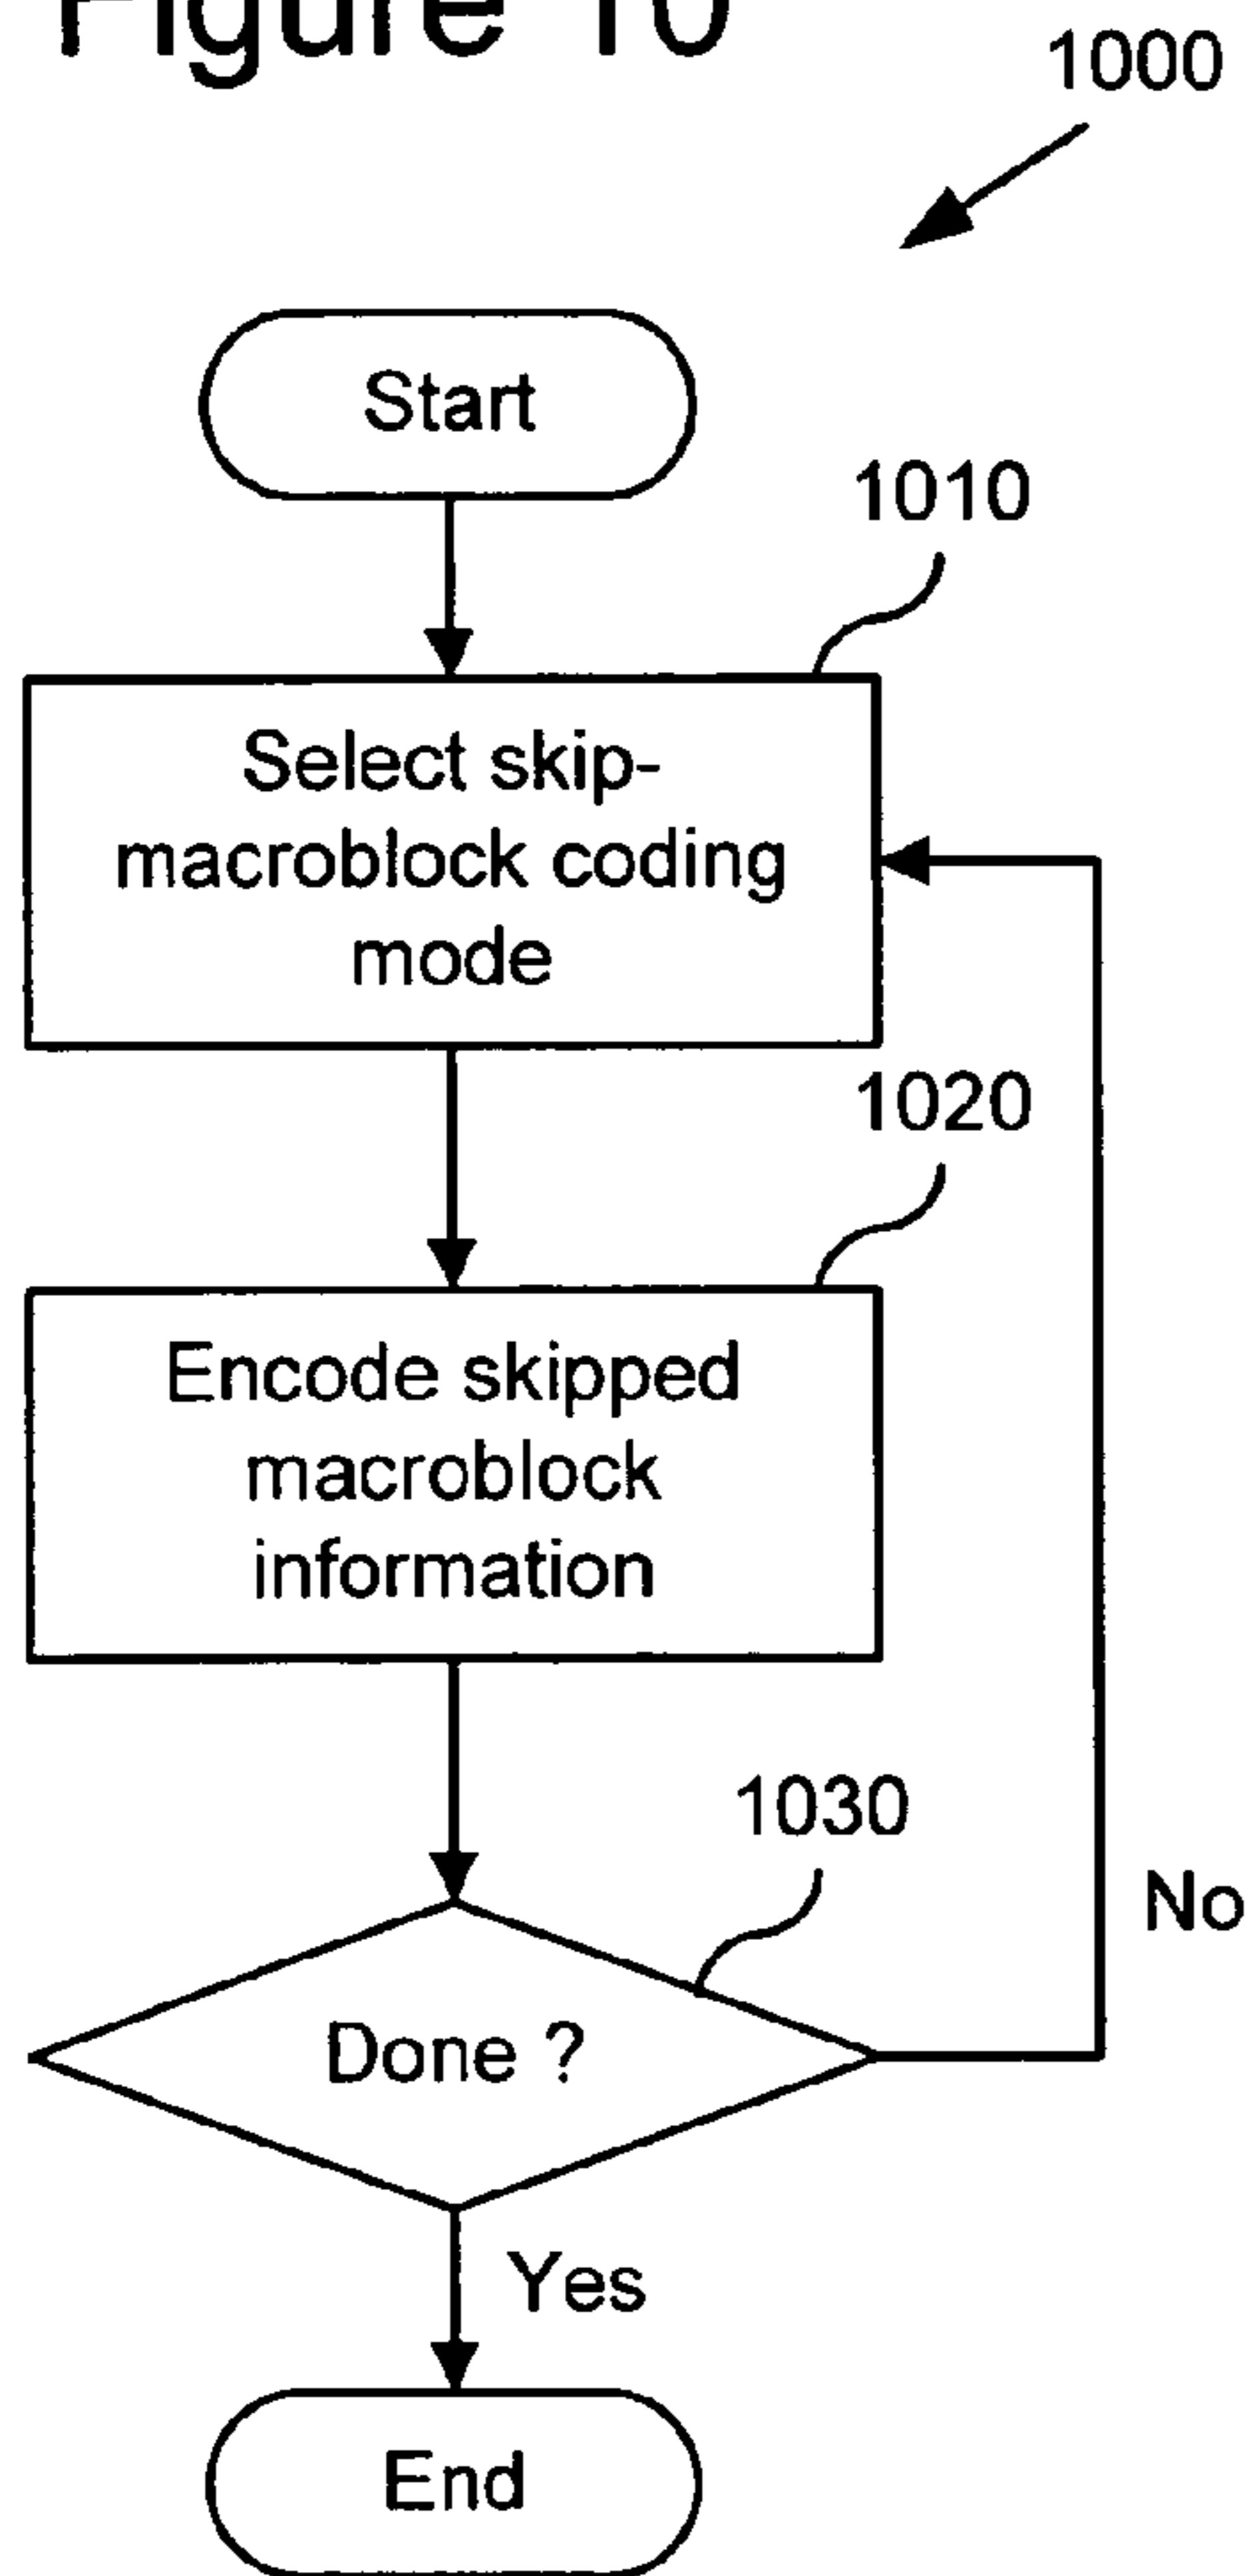 Figure 10
1000
Start
1010
Select skip-
macroblock coding
mode
1020
Encode skipped
macroblock
information
1030
No
Done ?
Yes
End